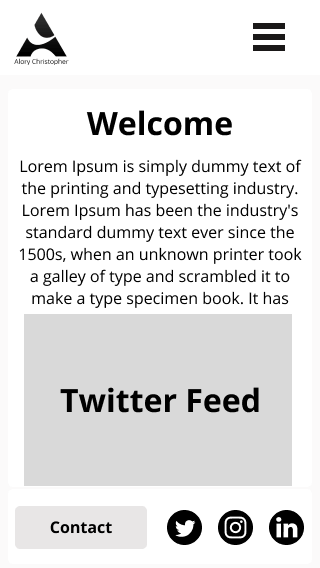 Alory Christopher
Welcome
Lorem Ipsum is simply dummy text of
the printing and typesetting industry.
Lorem Ipsum has been the industry's
standard dummy text ever since the
1500s, when an unknown printer took
a galley of type and scrambled it to
make a type specimen book. It has
Twitter Feed
Contact
in